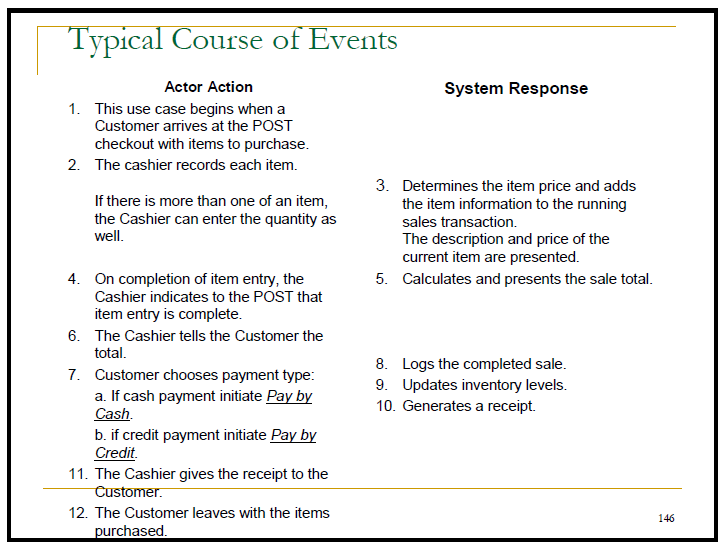 Typical Course of Events
Actor Action
1. This use case begins when a
Customer arrives at the POST
checkout with items to purchase.
2. The cashier records each item.
If there is more than one of an item,
the Cashier can enter the quantity as
well.
4. On completion of item entry, the
Cashier indicates to the POST that
item entry is complete.
6. The Cashier tells the Customer the
total.
7. Customer chooses payment type:
a. If cash payment initiate Pay by
Cash.
b. if credit payment initiate Pay by
Credit.
11. The Cashier gives the receipt to the
Customer.
12. The Customer leaves with the items
purchased.
System Response
3. Determines the item price and adds
the item information to the running
sales transaction.
The description and price of the
current item are presented.
5. Calculates and presents the sale total.
8. Logs the completed sale.
9. Updates inventory levels.
10. Generates a receipt.
146